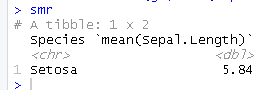 > smr
# A tibble: 1 x 2
Species `mean(Sepal.Length)`
<chr> <dbl>
1 Setosa 5.84
>